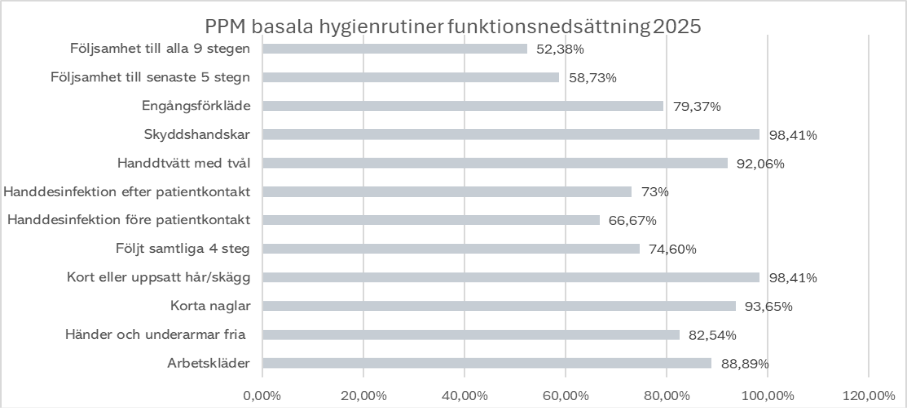 PPM basala hygienrutiner funktionsnedsättning 2025
Följsamhet till alla 9 stegen 52,38%
Följsamhet till senaste 5 stegn 58,73%
Engångsförkläde 79,37%
Skyddshandskar 98,41%
Handdtvätt med tvål 92,06%
Handdesinfektion efter patientkontakt 73%
Handdesinfektion före patientkontakt 66,67%
Följt samtliga 4 steg 74,60%
Kort eller uppsatt hår/skägg 98,41%
Korta naglar 93,65%
Händer och underarmar fria 82,54%
Arbetskläder 88,89%
0,00% 20,00% 40,00% 60,00% 80,00% 100,00% 120,00%